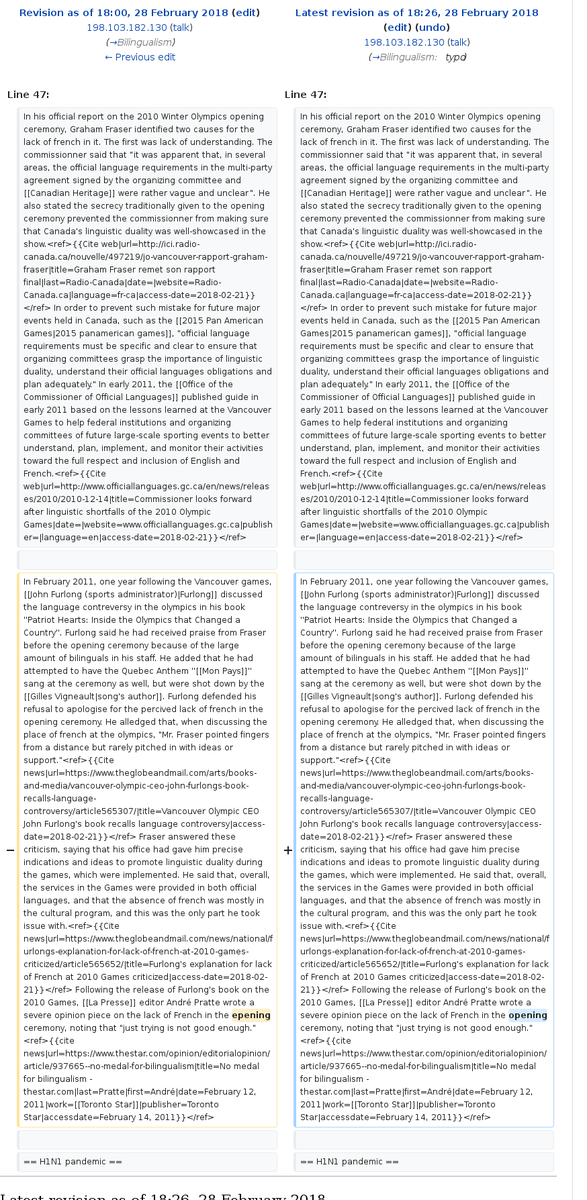 Revision as of 18:00, 28 February 2018 (edit)
198.103.182.130 (talk)
(→Bilingualism)
← Previous edit
Line 47:
In his official report on the 2010 Winter Olympics opening
ceremony, Graham Fraser identified two causes for the
lack of french in it. The first was lack of understanding. The
commissionner said that "it was apparent that, in several
areas, the official language requirements in the multi-party
agreement signed by the organizing committee and
[[Canadian Heritage]] were rather vague and unclear". He
also stated the secrecy traditionally given to the opening
ceremony prevented the commissionner from making sure
that Canada's linguistic duality was well-showcased in the
show.<ref>{{Cite web|url=http://ici.radio-
canada.ca/nouvelle/497219/jo-vancouver-rapport-graham-
fraser|title=Graham Fraser remet son rapport
final|last=Radio-Canada|date=|website=Radio-
Canada.ca|language=fr-ca|access-date=2018-02-21}}
</ref> In order to prevent such mistake for future major
events held in Canada, such as the [[2015 Pan American
Games|2015 panamerican games]], "official language
requirements must be specific and clear to ensure that
organizing committees grasp the importance of linguistic
duality, understand their official languages obligations and
plan adequately." In early 2011, the [[Office of the
Commissioner of Official Languages]] published guide in
early 2011 based on the lessons learned at the Vancouver
Games to help federal institutions and organizing
committees of future large-scale sporting events to better
understand, plan, implement, and monitor their activities
toward the full respect and inclusion of English and
French.<ref>{{Cite
web|url=http://www.officiallanguages.gc.ca/en/news/releas
es/2010/2010-12-14|title=Commissioner looks forward
after linguistic shortfalls of the 2010 Olympic
Games|date=|website=www.officiallanguages.gc.ca|publish
er=|language=en|access-date=2018-02-21}}</ref>
−
In February 2011, one year following the Vancouver games,
[[John Furlong (sports administrator)|Furlong]] discussed
the language controversy in the olympics in his book
''Patriot Hearts: Inside the Olympics that Changed a
Country''. Furlong said he had received praise from Fraser
before the opening ceremony because of the large
amount of bilinguals in his staff. He added that he had
attempted to have the Quebec Anthem ''[[Mon Pays]]''
sang at the ceremony as well, but were shot down by the
[[Gilles Vigneault|song's author]]. Furlong defended his
refusal to apologise for the percived lack of french in the
opening ceremony. He alledged that, when discussing the
place of french at the olympics, "Mr. Fraser pointed fingers
from a distance but rarely pitched in with ideas or
support."<ref>{{Cite
news|url=https://www.theglobeandmail.com/arts/books-
and-media/vancouver-olympic-ceo-john-furlongs-book-
recalls-language-
controversy/article565307/|title=Vancouver Olympic CEO
John Furlong's book recalls language controversy|access-
date=2018-02-21}}</ref> Fraser answered these
criticism, saying that his office had gave him precise
indications and ideas to promote linguistic duality during
the games, which were implemented. He said that, overall,
the services in the Games were provided in both official
languages, and that the absence of french was mostly in
the cultural program, and this was the only part he took
issue with.<ref>{{Cite
news|url=https://www.theglobeandmail.com/news/national/f
urlongs-explanation-for-lack-of-french-at-2010-games-
criticized/article565652/|title=Furlong's explanation for lack
of French at 2010 Games criticized|access-date=2018-02-
21}}</ref> Following the release of Furlong's book on the
2010 Games, [[La Presse]] editor André Pratte wrote a
severe opinion piece on the lack of French in the epening
ceremony, noting that "just trying is not good enough."
<ref>{{cite
news|url=https://www.thestar.com/opinion/editorialopinion/
article/937665--no-medal-for-bilingualism|title=No medal
for bilingualism -
thestar.com|last=Pratte|first=André|date=February 12,
2011|work=[[Toronto Star]]|publisher=Toronto
Star|accessdate=February 14, 2011}}</ref>
== H1N1 pandemic ==
Latest revision as of 18:26, 28 February 2018
(edit) (undo)
198.103.182.130 (talk)
(→Bilingualism: typo)
Line 47:
In his official report on the 2010 Winter Olympics opening
ceremony, Graham Fraser identified two causes for the
lack of french in it. The first was lack of understanding. The
commissionner said that "it was apparent that, in several
areas, the official language requirements in the multi-party
agreement signed by the organizing committee and
[[Canadian Heritage]] were rather vague and unclear". He
also stated the secrecy traditionally given to the opening
ceremony prevented the commissionner from making sure
that Canada's linguistic duality was well-showcased in the
show.<ref>{{Cite web|url=http://ici.radio-
canada.ca/nouvelle/497219/jo-vancouver-rapport-graham-
fraser|title=Graham Fraser remet son rapport
final|last=Radio-Canada|date=|website=Radio-
Canada.ca|language=fr-ca|access-date=2018-02-21}}
</ref> In order to prevent such mistake for future major
events held in Canada, such as the [[2015 Pan American
Games|2015 panamerican games]], "official language
requirements must be specific and clear to ensure that
organizing committees grasp the importance of linguistic
duality, understand their official languages obligations and
plan adequately." In early 2011, the [[Office of the
Commissioner of Official Languages]] published guide in
early 2011 based on the lessons learned at the Vancouver
Games to help federal institutions and organizing
committees of future large-scale sporting events to better
understand, plan, implement, and monitor their activities
toward the full respect and inclusion of English and
French.<ref>{{Cite
web|url=http://www.officiallanguages.gc.ca/en/news/releas
es/2010/2010-12-14|title=Commissioner looks forward
after linguistic shortfalls of the 2010 Olympic
Games|date=|website=www.officiallanguages.gc.ca|publish
er=|language=en|access-date=2018-02-21}}</ref>
+
In February 2011, one year following the Vancouver games,
[[John Furlong (sports administrator)|Furlong]] discussed
the language controversy in the olympics in his book
''Patriot Hearts: Inside the Olympics that Changed a
Country''. Furlong said he had received praise from Fraser
before the opening ceremony because of the large
amount of bilinguals in his staff. He added that he had
attempted to have the Quebec Anthem ''[[Mon Pays]]''
sang at the ceremony as well, but were shot down by the
[[Gilles Vigneault|song's author]]. Furlong defended his
refusal to apologise for the percived lack of french in the
opening ceremony. He alledged that, when discussing the
place of french at the olympics, "Mr. Fraser pointed fingers
from a distance but rarely pitched in with ideas or
support."<ref>{{Cite
news|url=https://www.theglobeandmail.com/arts/books-
and-media/vancouver-olympic-ceo-john-furlongs-book-
recalls-language-
controversy/article565307/|title=Vancouver Olympic CEO
John Furlong's book recalls language controversy|access-
date=2018-02-21}}</ref> Fraser answered these
criticism, saying that his office had gave him precise
indications and ideas to promote linguistic duality during
the games, which were implemented. He said that, overall,
the services in the Games were provided in both official
languages, and that the absence of french was mostly in
the cultural program, and this was the only part he took
issue with.<ref>{{Cite
news|url=https://www.theglobeandmail.com/news/national/f
urlongs-explanation-for-lack-of-french-at-2010-games-
criticized/article565652/|title=Furlong's explanation for lack
of French at 2010 Games criticized|access-date=2018-02-
21}}</ref> Following the release of Furlong's book on the
2010 Games, [[La Presse]] editor André Pratte wrote a
severe opinion piece on the lack of French in the opening
ceremony, noting that "just trying is not good enough."
<ref>{{cite
news|url=https://www.thestar.com/opinion/editorialopinion/
article/937665--no-medal-for-bilingualism|title=No medal
for bilingualism -
thestar.com|last=Pratte|first=André|date=February 12,
2011|work=[[Toronto Star]]|publisher=Toronto
Star|accessdate=February 14, 2011}}</ref>
== H1N1 pandemic ==
Latest revision as of 18:26, 28 February 2018